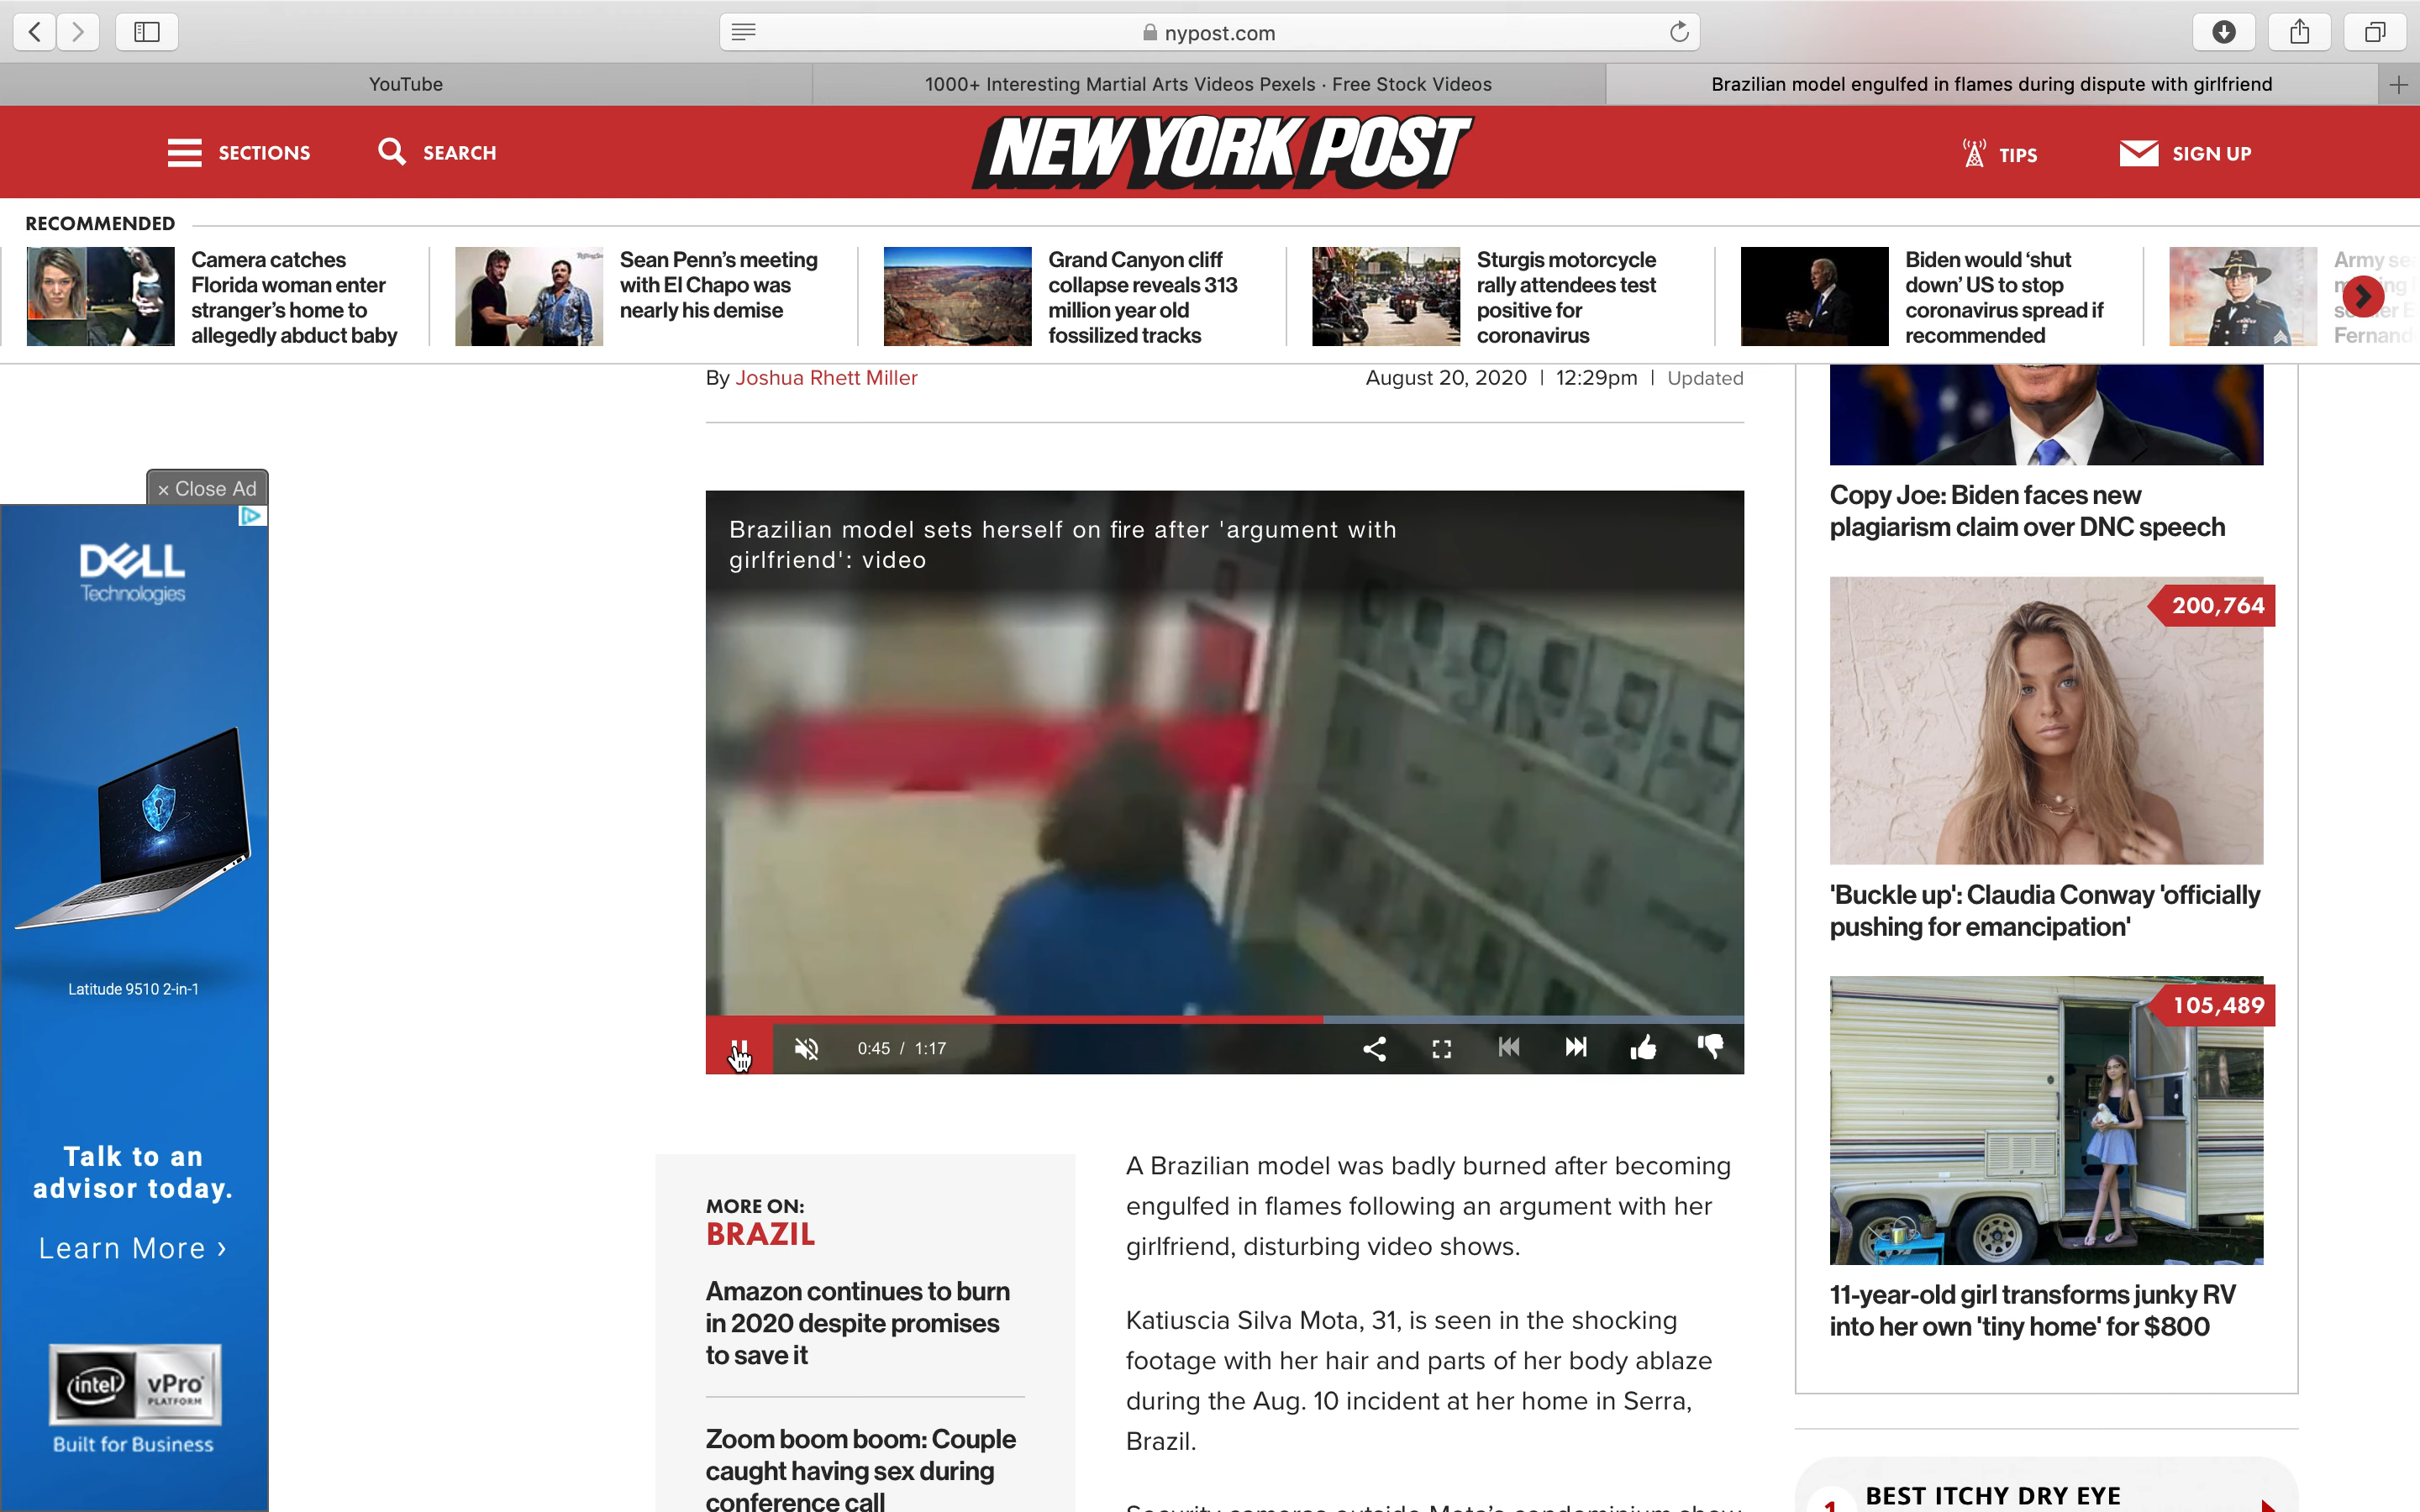 nypost.com
YouTube
1000+ Interesting Martial Arts Videos Pexels · Free Stock Videos
Brazilian model engulfed in flames during dispute with girlfriend
SECTIONS
SEARCH
NEW YORK POST
TIPS
SIGN UP
RECOMMENDED
Camera catches
Florida woman enter
stranger's home to
allegedly abduct baby
Sean Penn's meeting
with El Chapo was
nearly his demise
Grand Canyon cliff
collapse reveals 313
million year old
fossilized tracks
Sturgis motorcycle
rally attendees test
positive for
coronavirus
Biden would 'shut
down' US to stop
coronavirus spread if
recommended
Army
Fernand
By Joshua Rhett Miller
August 20, 2020 | 12:29pm | Updated
× Close Ad
DELL
Technologies
Latitude 9510 2-in-1
Talk to an
advisor today.
Learn More ›
intel vPro
PLATFORM
Built for Business
Brazilian model sets herself on fire after 'argument with
girlfriend': video
0:45 / 1:17
MORE ON:
BRAZIL
Amazon continues to burn
in 2020 despite promises
to save it
Zoom boom boom: Couple
caught having sex during
conference call
A Brazilian model was badly burned after becoming
engulfed in flames following an argument with her
girlfriend, disturbing video shows.
Katiuscia Silva Mota, 31, is seen in the shocking
footage with her hair and parts of her body ablaze
during the Aug. 10 incident at her home in Serra,
Brazil.
Security cameras outside Mota's condominium show
Copy Joe: Biden faces new
plagiarism claim over DNC speech
200,764
'Buckle up': Claudia Conway 'officially
pushing for emancipation'
105,489
11-year-old girl transforms junky RV
into her own 'tiny home' for $800
1
BEST ITCHY DRY EYE